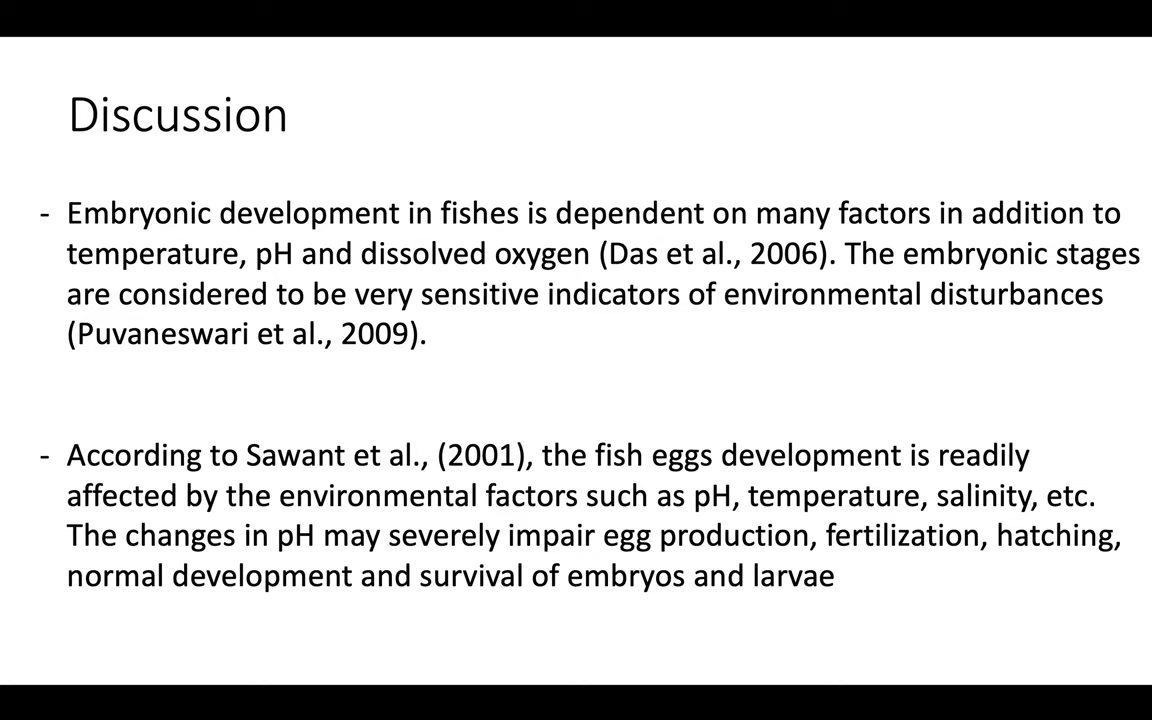 Discussion
- Embryonic development in fishes is dependent on many factors in addition to
temperature, pH and dissolved oxygen (Das et al., 2006). The embryonic stages
are considered to be very sensitive indicators of environmental disturbances
(Puvaneswari et al., 2009).
- According to Sawant et al., (2001), the fish eggs development is readily
affected by the environmental factors such as pH, temperature, salinity, etc.
The changes in pH may severely impair egg production, fertilization, hatching,
normal development and survival of embryos and larvae